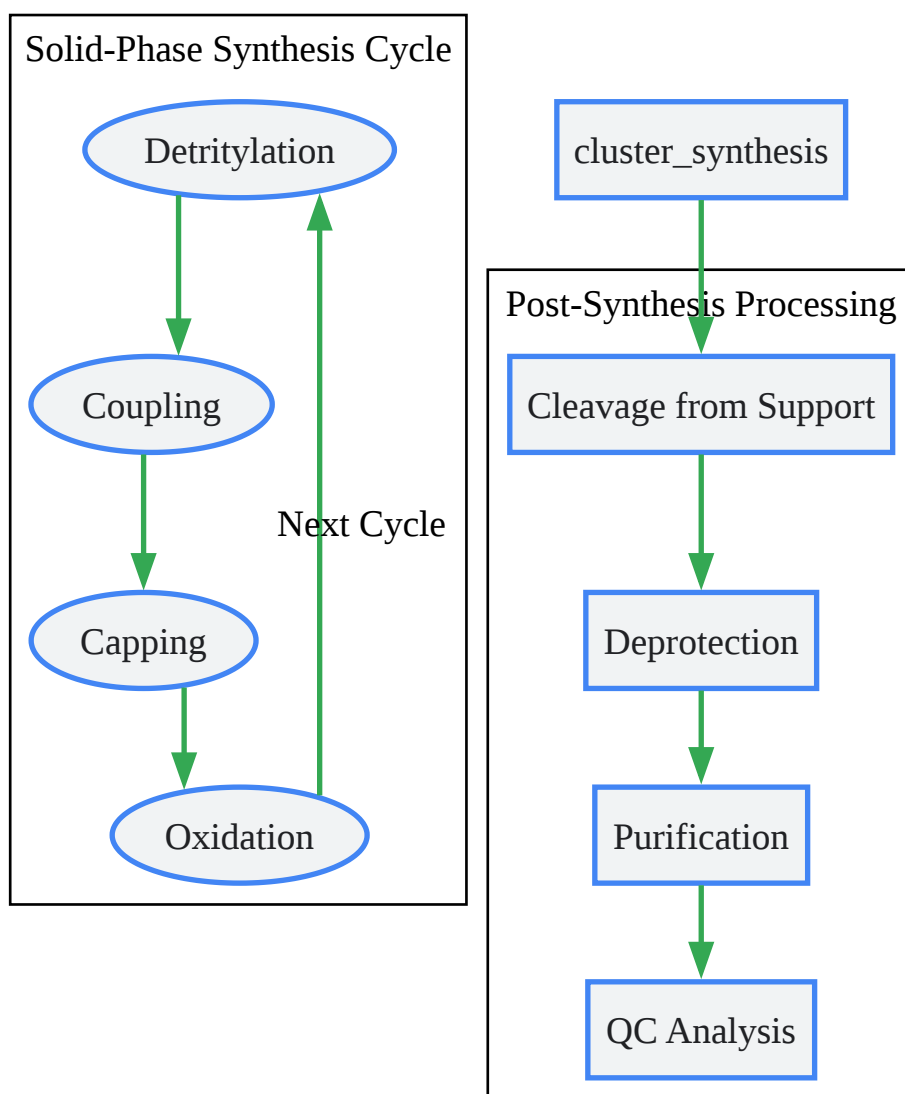 Solid-Phase Synthesis Cycle
Detritylation
Coupling
Next Cycle
Capping
Oxidation
cluster_synthesis
Post-Synthesis Processing
Cleavage from Support
Deprotection
Purification
QC Analysis